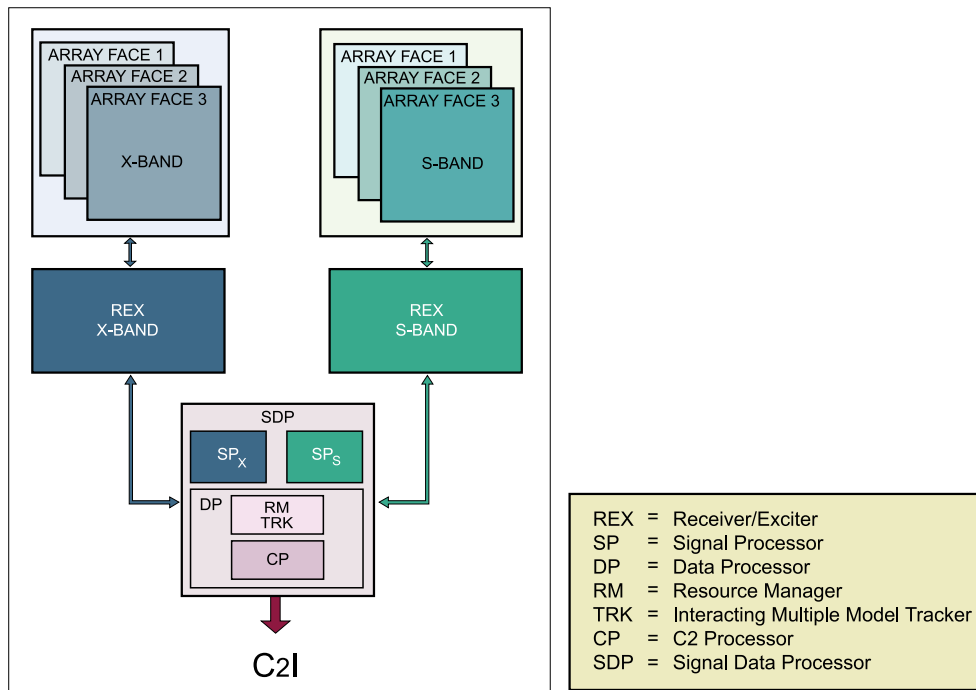 ARRAY FACE 1
ARRAY FACE 2
ARRAY FACE 3
X-BAND
ARRAY FACE 1
ARRAY FACE 2
ARRAY FACE 3
S-BAND
REX
X-BAND
REX
S-BAND
SDP
SPX
SPS
DP
RM
TRK
CP
C2I
REX = Receiver/Exciter
SP = Signal Processor
DP = Data Processor
RM = Resource Manager
TRK = Interacting Multiple Model Tracker
CP = C2 Processor
SDP = Signal Data Processor